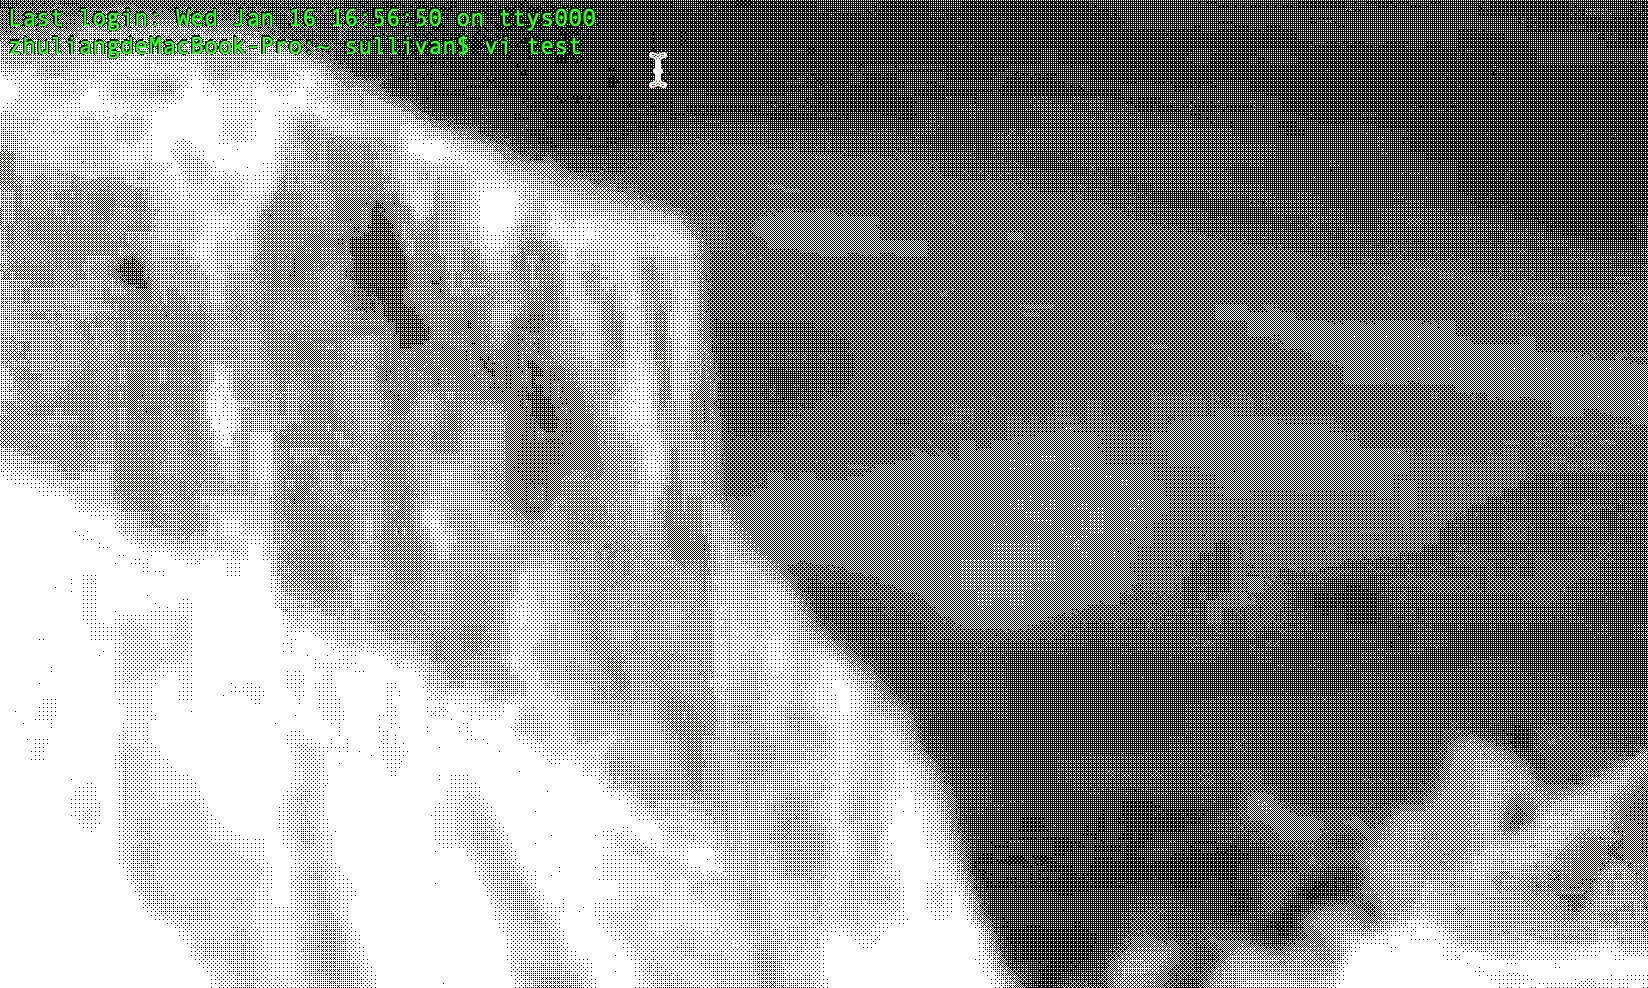 Last login: Wed Jan 16 16:56:50 on ttys000
zhuliangdeMacBook-Pro:~ sullivan$ vi test